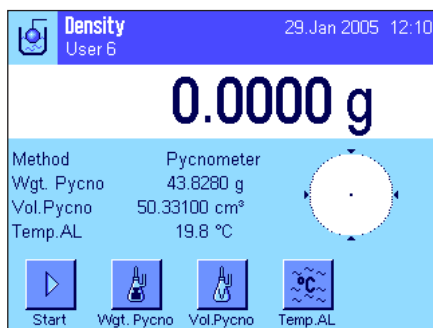 Density 29.Jan 2005 12:10
User 6
0.0000 g
Method Pycnometer
Wgt. Pycno 43.8280 g
Vol.Pycno 50.33100 cm³
Temp.AL 19.8 °C
°C
Start Wgt. Pycno Vol.Pycno Temp.AL